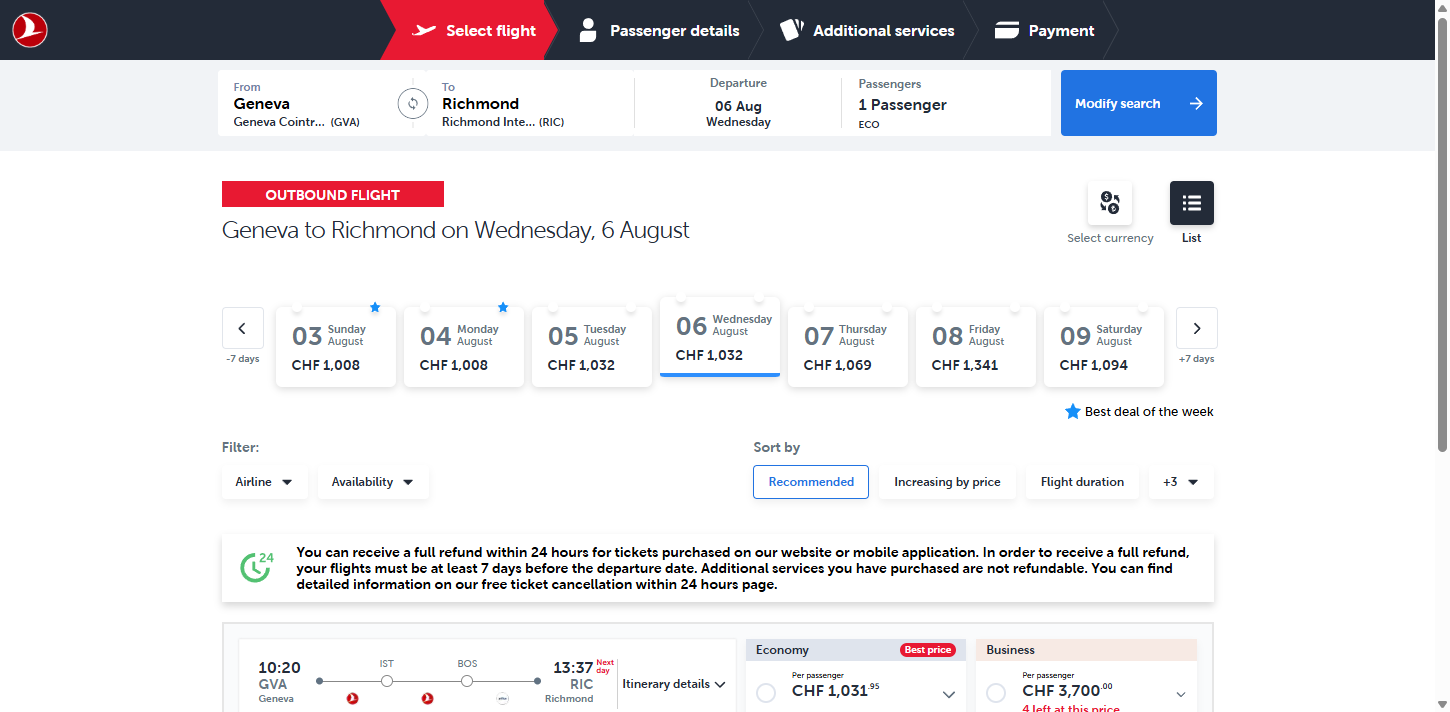 Select flight
Passenger details
Additional services
Payment
From
Geneva
Geneva Cointr... (GVA)
To
Richmond
Richmond Inte... (RIC)
Departure
06 Aug
Wednesday
Passengers
1 Passenger
ECO
Modify search
OUTBOUND FLIGHT
Geneva to Richmond on Wednesday, 6 August
Select currency
List
-7 days
03 Sunday August
CHF 1,008
04 Monday August
CHF 1,008
05 Tuesday August
CHF 1,032
06 Wednesday August
CHF 1,032
07 Thursday August
CHF 1,069
08 Friday August
CHF 1,341
09 Saturday August
CHF 1,094
+7 days
Best deal of the week
Filter:
Airline
Availability
Sort by
Recommended
Increasing by price
Flight duration
+3
24
You can receive a full refund within 24 hours for tickets purchased on our website or mobile application. In order to receive a full refund,
your flights must be at least 7 days before the departure date. Additional services you have purchased are not refundable. You can find
detailed information on our free ticket cancellation within 24 hours page.
10:20
GVA
Geneva
IST
BOS
13:37 Next day
RIC
Richmond
Itinerary details
Economy
Best price
Per passenger
CHF 1,031.95
Business
Per passenger
CHF 3,700.00
4 left at this price